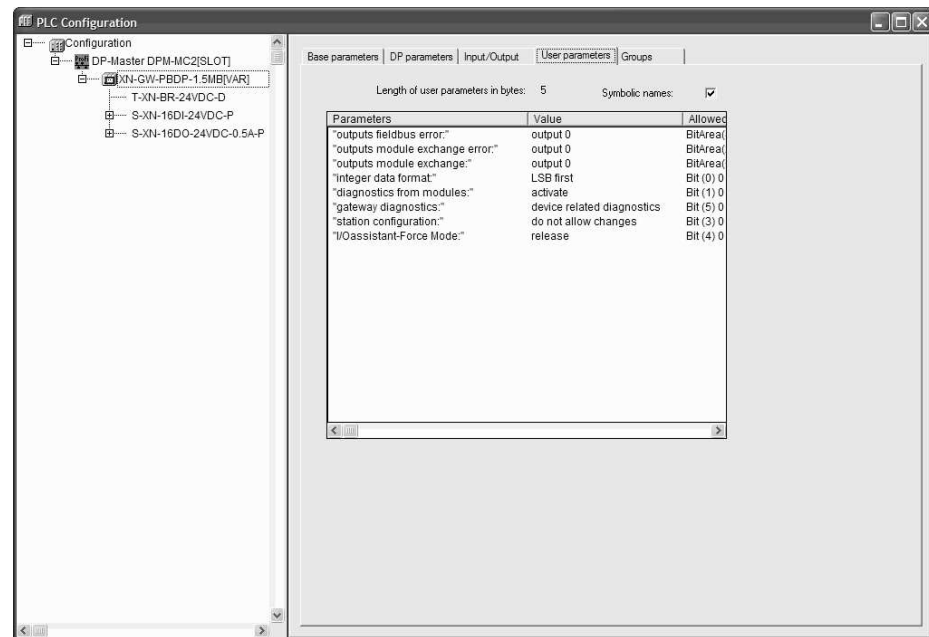 PLC Configuration
Configuration
DP-Master DPM-MC2[SLOT]
XN-GW-PBDP-1.5MB[VAR]
T-XN-BR-24VDC-D
S-XN-16DI-24VDC-P
S-XN-16DO-24VDC-0.5A-P
Base parameters DP parameters Input/Output User parameters Groups
Length of user parameters in bytes: 5 Symbolic names:
Parameters Value Allowed
"outputs fieldbus error:" output 0 BitArea(
"outputs module exchange error:" output 0 BitArea(
"outputs module exchange:" output 0 BitArea(
"integer data format:" LSB first Bit (0) 0
"diagnostics from modules:" activate Bit (1) 0
"gateway diagnostics:" device related diagnostics Bit (5) 0
"station configuration:" do not allow changes Bit (3) 0
"I/Oassistant-Force Mode:" release Bit (4) 0